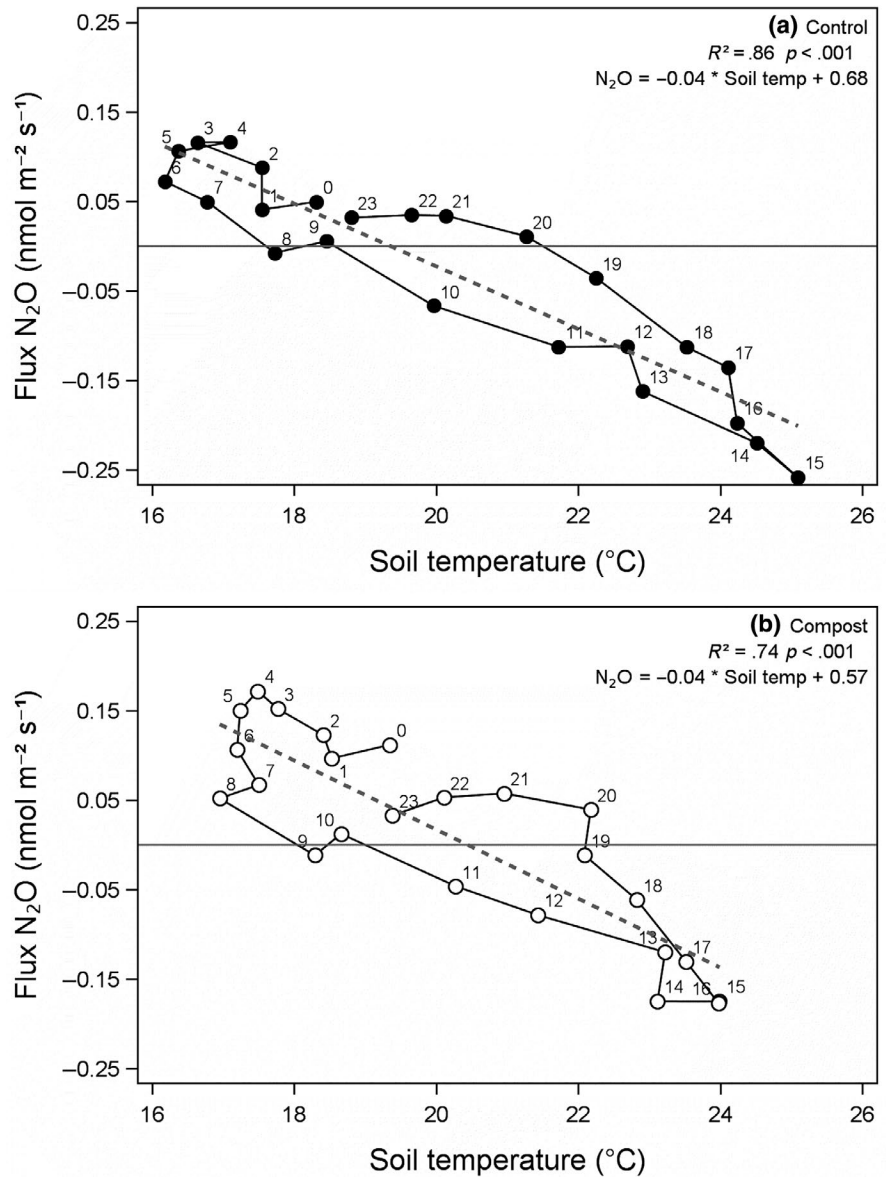 (a) Control
R² = .86 p < .001
N₂O = −0.04 * Soil temp + 0.68
0.25
0.15
0.05
−0.05
−0.15
−0.25
Flux N₂O (nmol m⁻² s⁻¹)
5 3 4
6 2
7 1 0 23 22 21
8 9 20
19
10
11 12 18
13 17
16
14 15
16 18 20 22 24 26
Soil temperature (°C)
(b) Compost
R² = .74 p < .001
N₂O = −0.04 * Soil Temp + 0.57
0.25
0.15
0.05
−0.05
−0.15
−0.25
Flux N₂O (nmol m⁻² s⁻¹)
4
5 3
2 0
6 1
8 7 23 22 21 20
9 10 19
11
12 18
13 17
14 16 15
16 18 20 22 24 26
Soil temperature (°C)